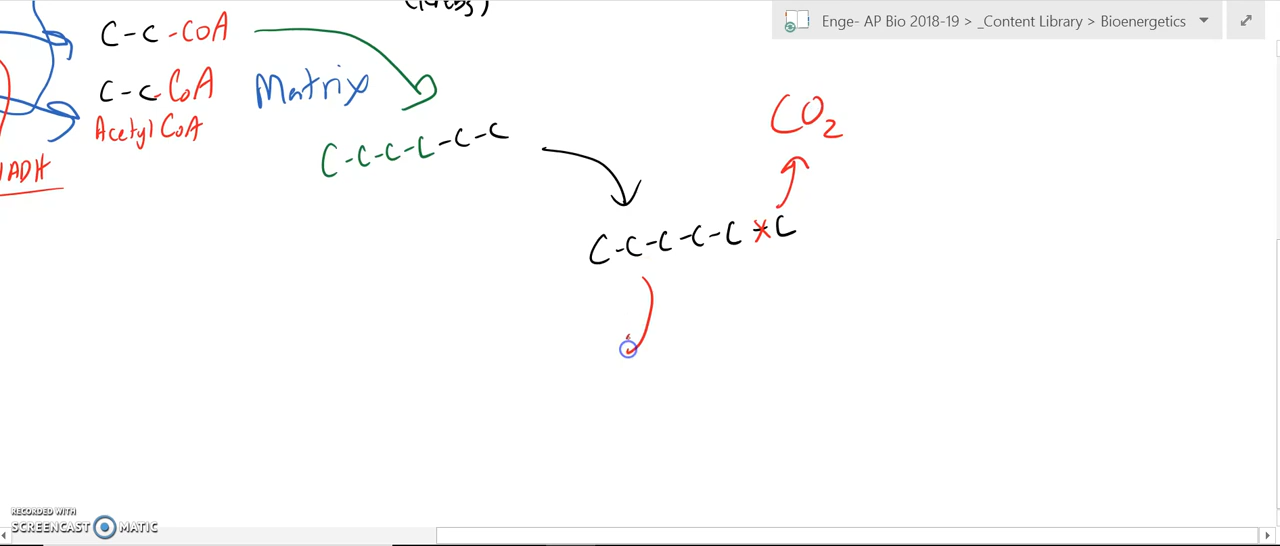 Enge- AP Bio 2018-19 > _Content Library > Bioenergetics
C-C-CoA
C-C-CoA Matrix
Acetyl CoA
C-C-C-C-C-C
CO2
C-C-C-C-C-C
RECORDED WITH
SCREENCAST MATIC